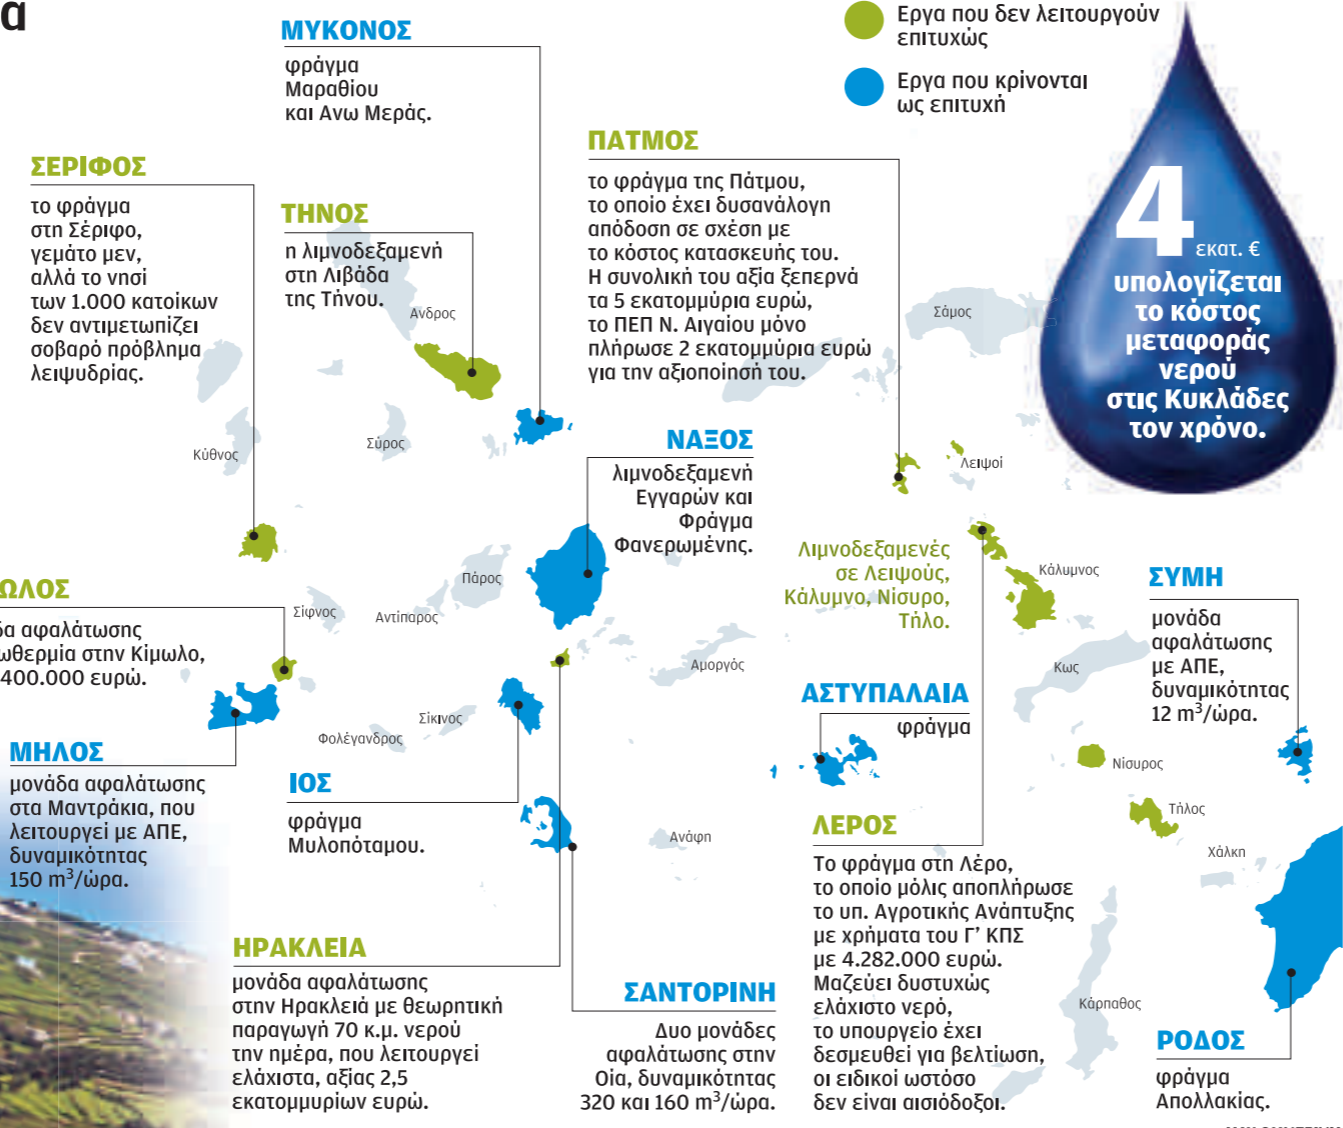 α
Εργα που δεν λειτουργούν
επιτυχώς
Εργα που κρίνονται
ως επιτυχή
4
εκατ. €
υπολογίζεται
το κόστος
μεταφοράς
νερού
στις Κυκλάδες
τον χρόνο.
ΜΥΚΟΝΟΣ
φράγμα
Μαραθίου
και Ανω Μεράς.
ΣΕΡΙΦΟΣ
το φράγμα
στη Σέριφο,
γεμάτο μεν,
αλλά το νησί
των 1.000 κατοίκων
δεν αντιμετωπίζει
σοβαρό πρόβλημα
λειψυδρίας.
ΤΗΝΟΣ
η λιμνοδεξαμενή
στη Λιβάδα
της Τήνου.
ΠΑΤΜΟΣ
το φράγμα της Πάτμου,
το οποίο έχει δυσανάλογη
απόδοση σε σχέση με
το κόστος κατασκευής του.
Η συνολική του αξία ξεπερνά
τα 5 εκατομμύρια ευρώ,
το ΠΕΠ Ν. Αιγαίου μόνο
πλήρωσε 2 εκατομμύρια ευρώ
για την αξιοποίησή του.
Ανδρος
Σάμος
Κύθνος
Σύρος
Λειψοί
ΝΑΞΟΣ
λιμνοδεξαμενή
Εγγαρών και
Φράγμα
Φανερωμένης.
Λιμνοδεξαμενές
σε Λειψούς,
Κάλυμνο, Νίσυρο,
Τήλο.
Κάλυμνος
Πάρος
Αντίπαρος
Σίφνος
Αμοργός
Κως
ΣΥΜΗ
μονάδα
αφαλάτωσης
με ΑΠΕ,
δυναμικότητας
12 m³/ώρα.
ΩΛΟΣ
δα αφαλάτωσης
ωθερμία στην Κίμωλο,
400.000 ευρώ.
ΜΗΛΟΣ
μονάδα αφαλάτωσης
στα Μαντράκια, που
λειτουργεί με ΑΠΕ,
δυναμικότητας
150 m³/ώρα.
Σίκινος
Φολέγανδρος
ΙΟΣ
φράγμα
Μυλοπόταμου.
ΑΣΤΥΠΑΛΑΙΑ
φράγμα
Νίσυρος
Τήλος
Χάλκη
Ανάφη
ΛΕΡΟΣ
Το φράγμα στη Λέρο,
το οποίο μόλις αποπλήρωσε
το υπ. Αγροτικής Ανάπτυξης
με χρήματα του Γ’ ΚΠΣ
με 4.282.000 ευρώ.
Μαζεύει δυστυχώς
ελάχιστο νερό,
το υπουργείο έχει
δεσμευθεί για βελτίωση,
οι ειδικοί ωστόσο
δεν είναι αισιόδοξοι.
ΗΡΑΚΛΕΙΑ
μονάδα αφαλάτωσης
στην Ηρακλειά με θεωρητική
παραγωγή 70 κ.μ. νερού
την ημέρα, που λειτουργεί
ελάχιστα, αξίας 2,5
εκατομμυρίων ευρώ.
ΣΑΝΤΟΡΙΝΗ
Δυο μονάδες
αφαλάτωσης στην
Οία, δυναμικότητας
320 και 160 m³/ώρα.
Κάρπαθος
ΡΟΔΟΣ
φράγμα
Απολλακίας.